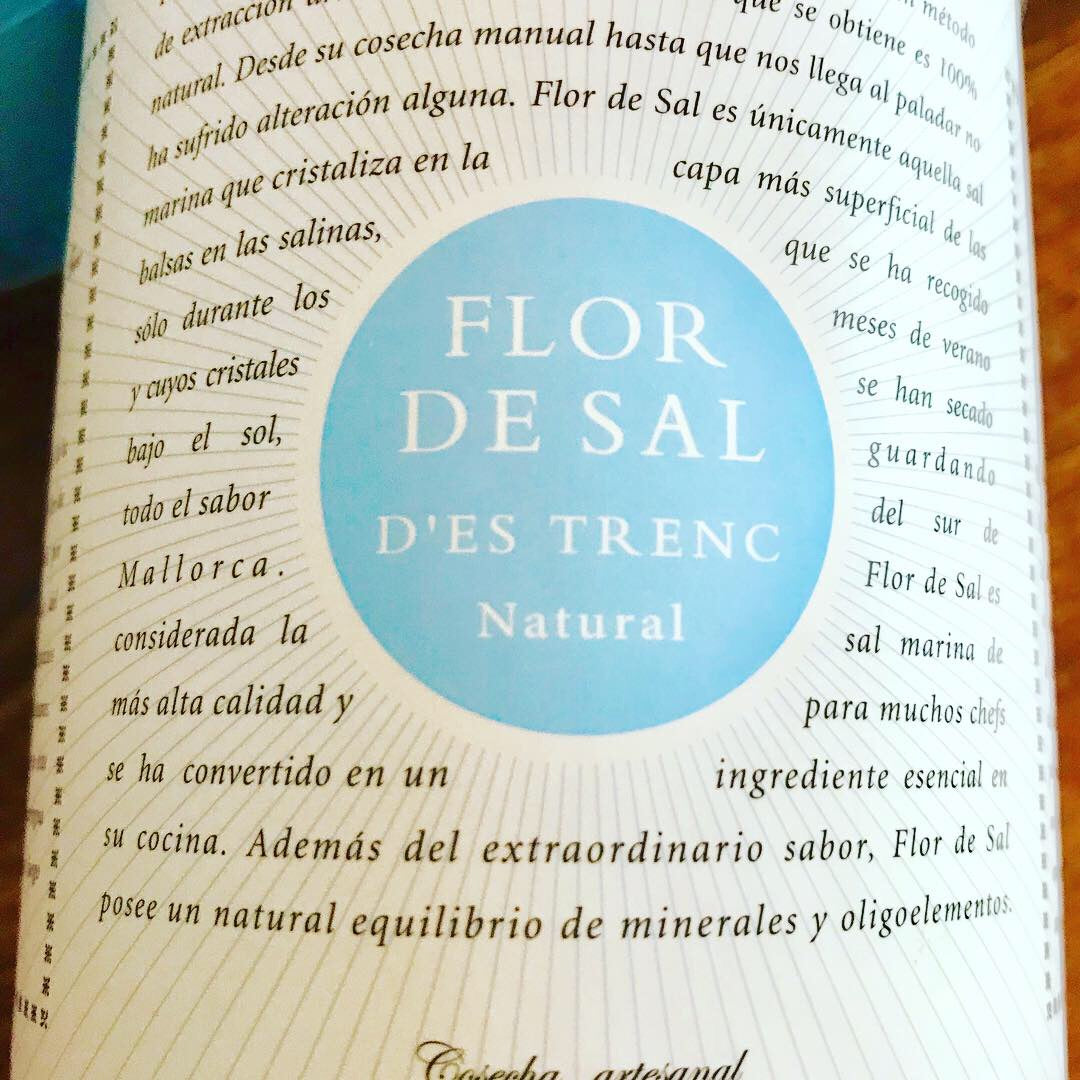 de extracción
que se obtiene es 100%
método
natural. Desde su cosecha manual hasta que nos llega al paladar no
ha sufrido alteración alguna. Flor de Sal es únicamente aquella sal
marina que cristaliza en la capa más superficial de las
balsas en las salinas, que se ha recogido
sólo durante los meses de verano
y cuyos cristales se han secado
bajo el sol, guardando
todo el sabor del sur de
Mallorca. Flor de Sal es
considerada la sal marina de
más alta calidad y para muchos chefs
se ha convertido en un ingrediente esencial en
su cocina. Además del extraordinario sabor, Flor de Sal
posee un natural equilibrio de minerales y oligoelementos.
FLOR
DE SAL
D'ES TRENC
Natural
Cosecha artesanal